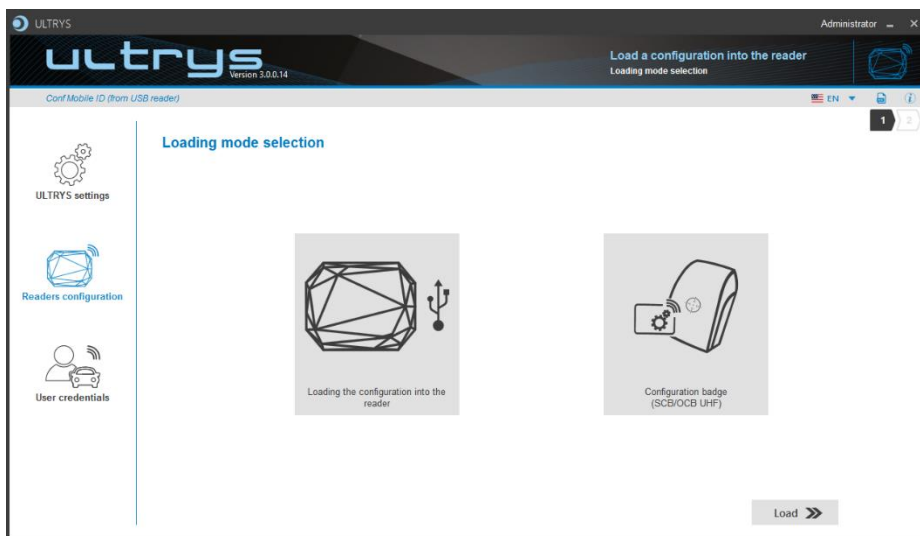 ULTRYS
Administrator
ultrys
Version 3.0.0.14
Load a configuration into the reader
Loading mode selection
Conf Mobile ID (from USB reader)
EN
1 2
Loading mode selection
ULTRYS settings
Readers configuration
User credentials
Loading the configuration into the
reader
Configuration badge
(SCB/OCB UHF)
Load